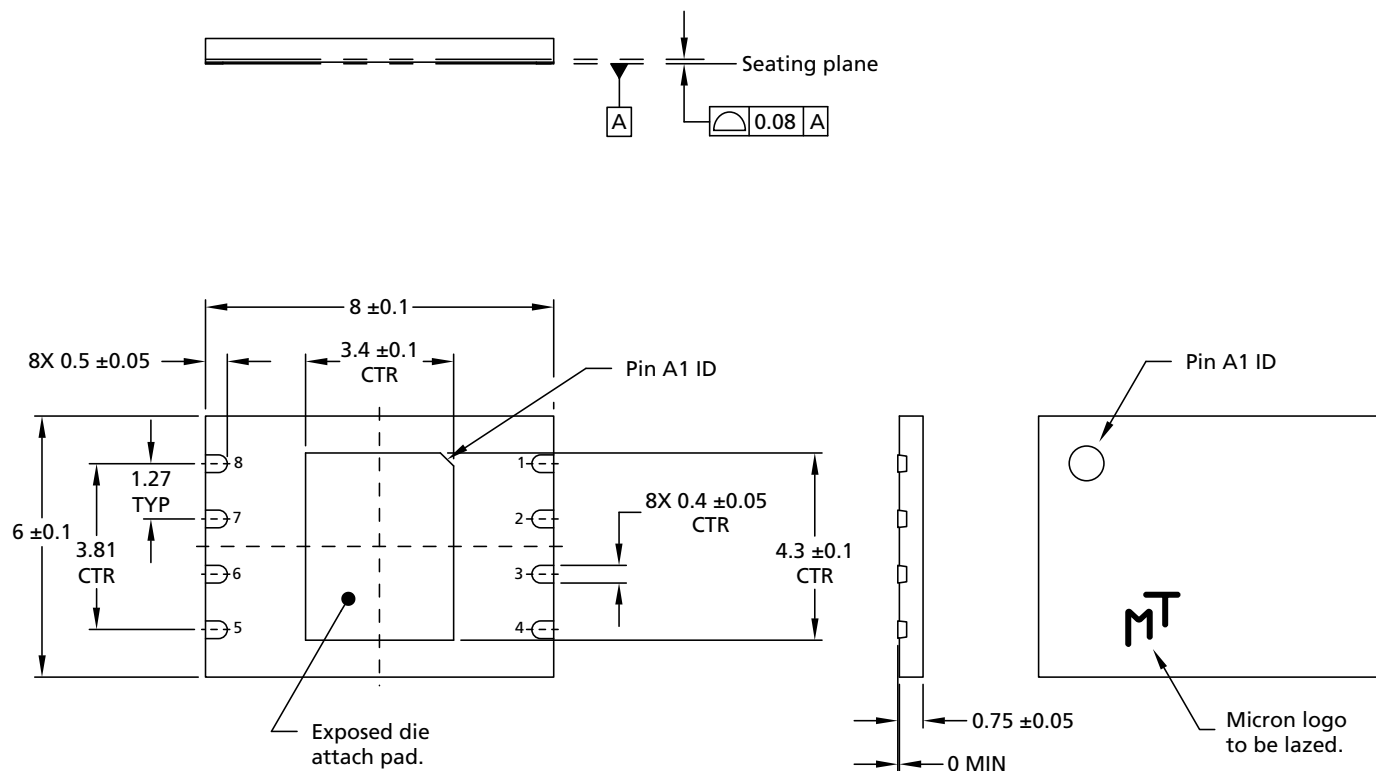 Seating plane
A
0.08 A
8 ±0.1
8X 0.5 ±0.05
3.4 ±0.1
CTR
Pin A1 ID
Pin A1 ID
8
1
1.27
TYP
7
2
8X 0.4 ±0.05
CTR
6 ±0.1
3.81
CTR
4.3 ±0.1
CTR
6
3
5
4
MT
Exposed die
attach pad.
0.75 ±0.05
Micron logo
to be lazed.
0 MIN